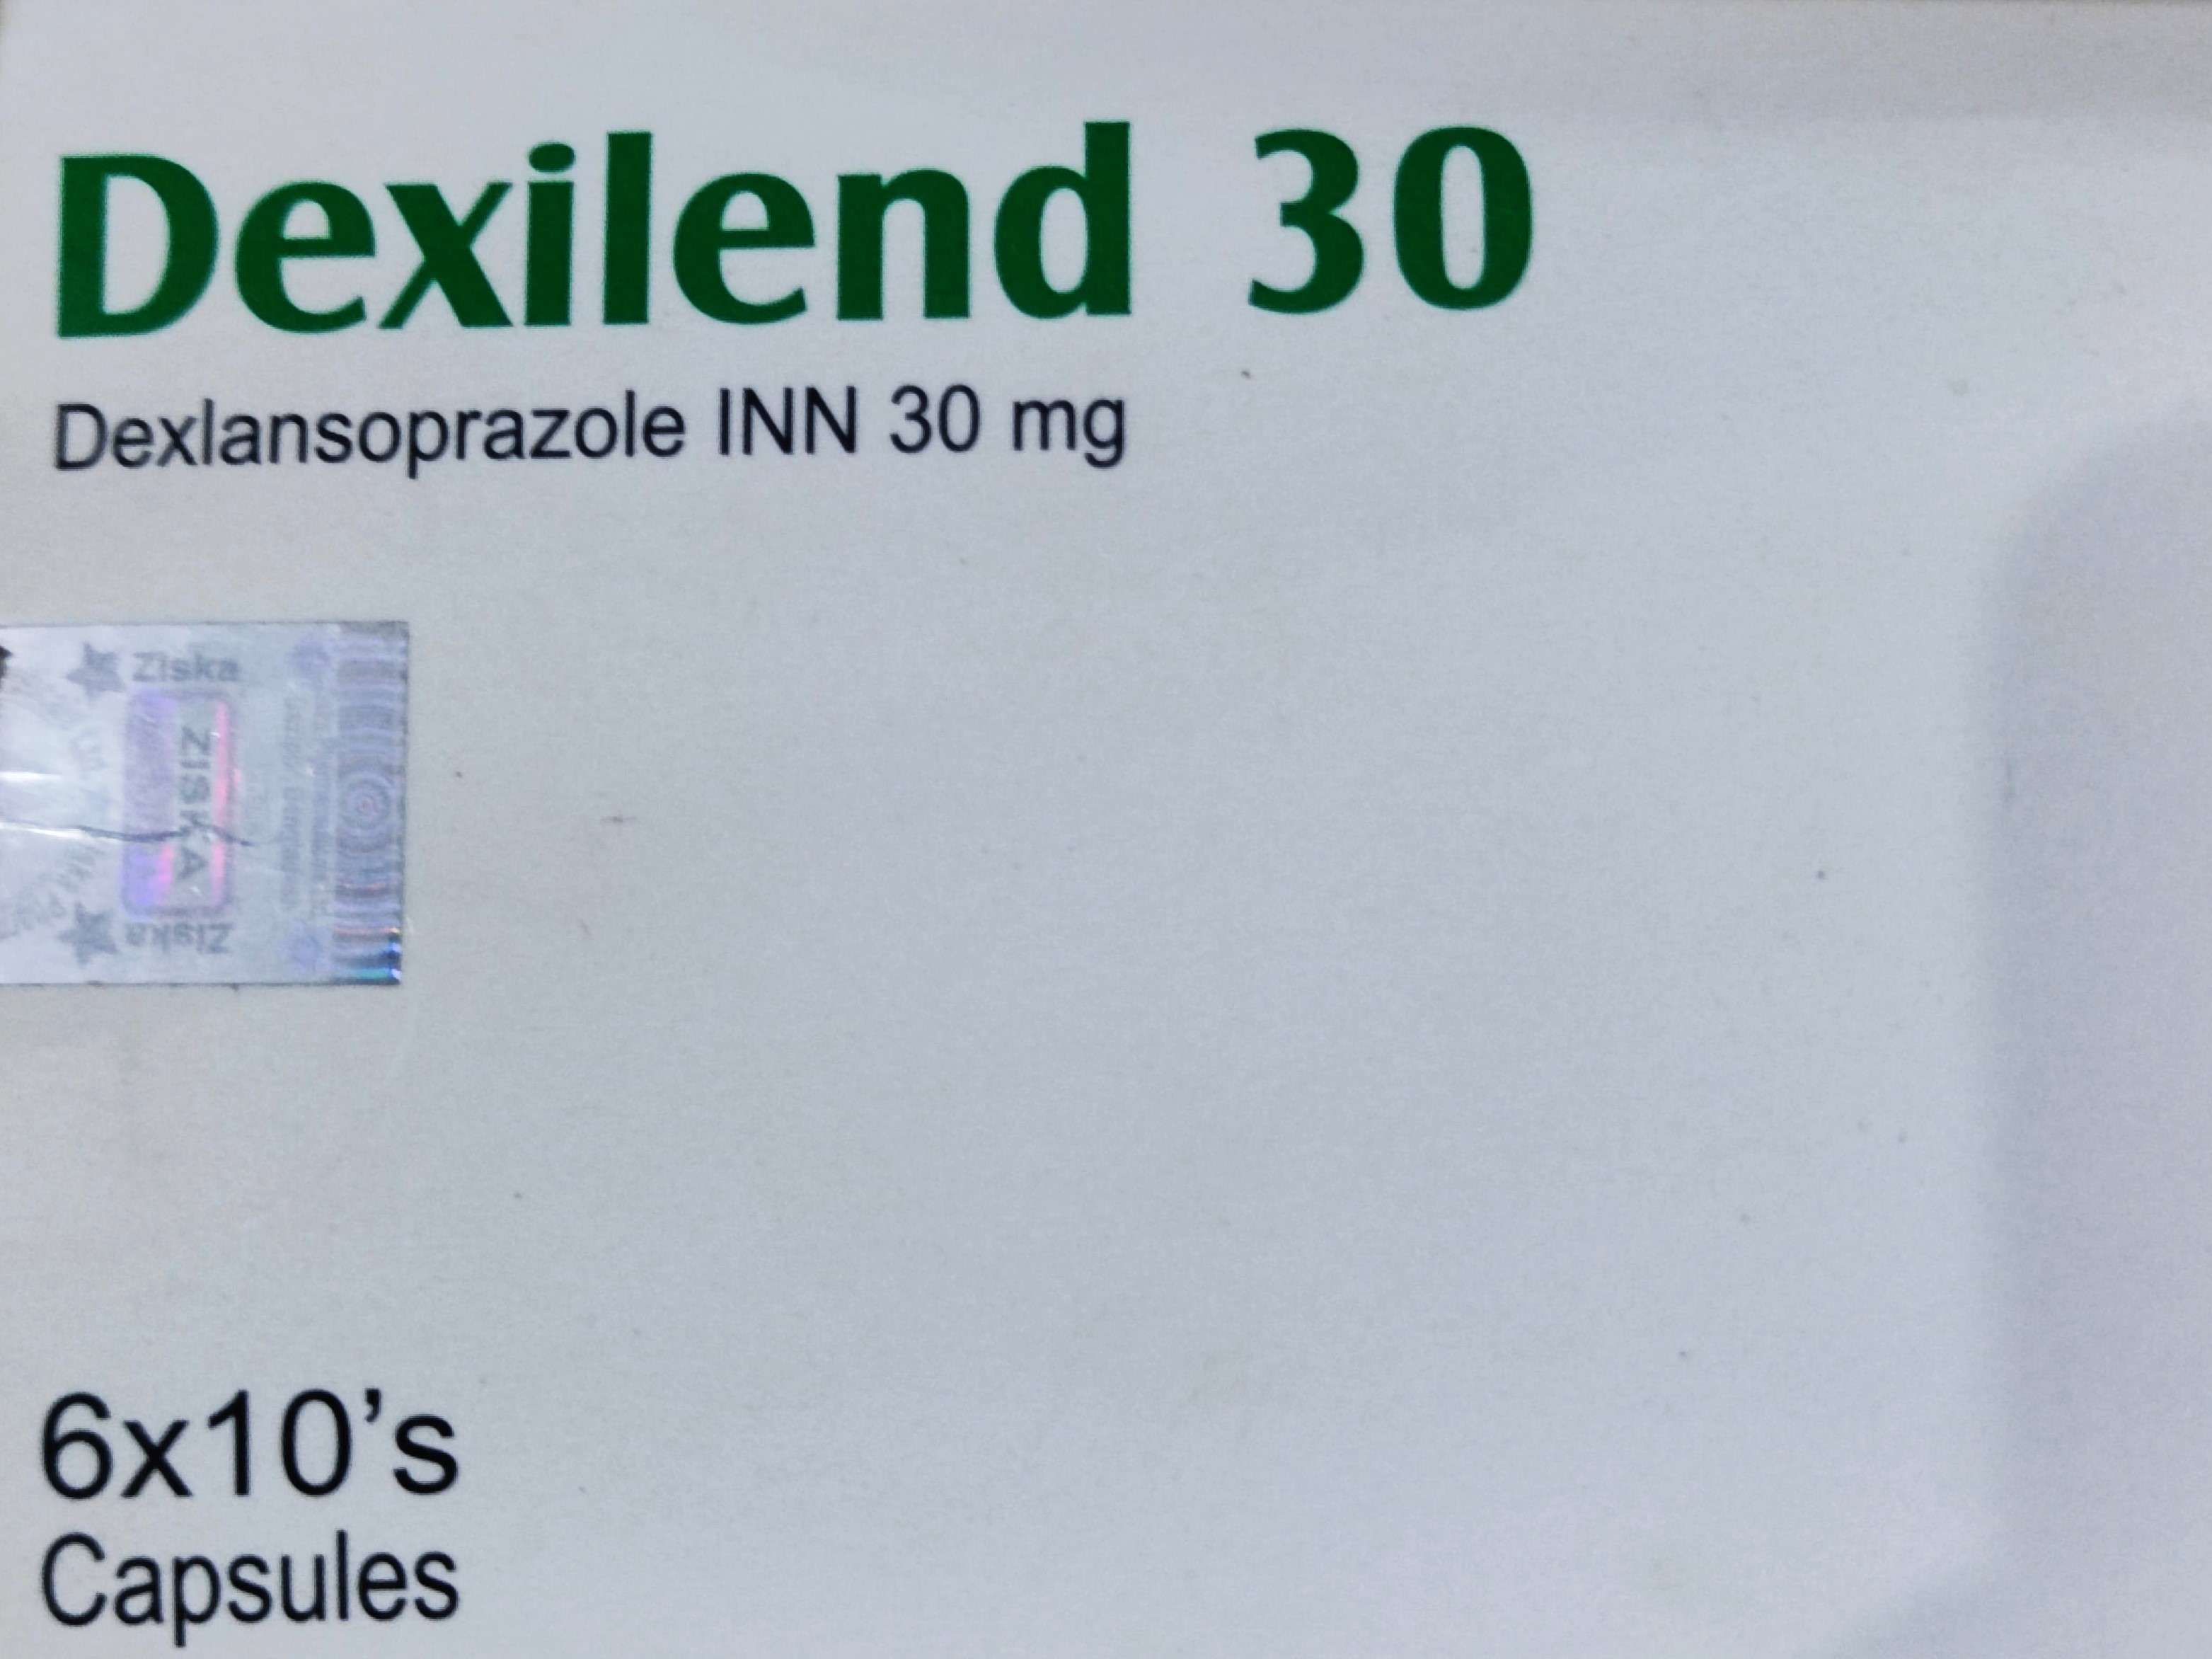 Dexilend 30
Dexlansoprazole INN 30 mg
Ziska
ZISKA
Ziska
6x10's
Capsules